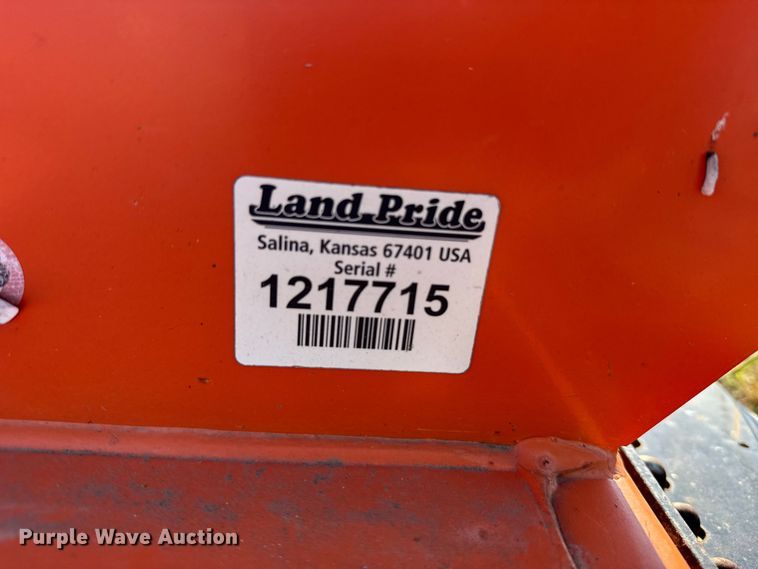 Land Pride
Salina, Kansas 67401 USA
Serial #
1217715
Purple Wave Auction